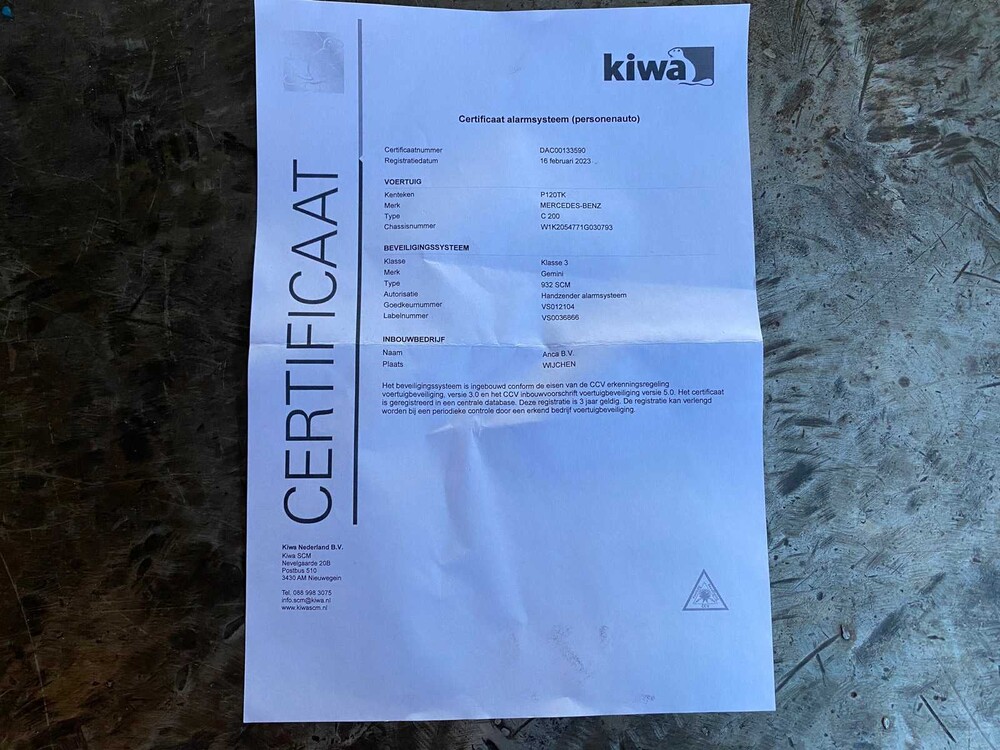 kiwa
CERTIFICAAT
Certificaat alarmsysteem (personenauto)
Certificaatnummer DAC00133590
Registratiedatum 16 februari 2023
VOERTUIG
Kenteken P120TK
Merk MERCEDES-BENZ
Type C 200
Chassisnummer W1K2054771G030793
BEVEILIGINGSSYSTEEM
Klasse Klasse 3
Merk Gemini
Type 932 SCM
Autorisatie Handzender alarmsysteem
Goedkeurnummer VS012104
Labelnummer VS0036866
INBOUWBEDRIJF
Naam Anca B.V.
Plaats WIJCHEN
Het beveiligingssysteem is ingebouwd conform de eisen van de CCV erkenningsregeling
voertuigbeveiliging, versie 3.0 en het CCV inbouwvoorschrift voertuigbeveiliging versie 5.0. Het certificaat
is geregistreerd in een centrale database. Deze registratie is 3 jaar geldig. De registratie kan verlengd
worden bij een periodieke controle door een erkend bedrijf voertuigbeveiliging.
Kiwa Nederland B.V.
Kiwa SCM
Nevelgaarde 20B
Postbus 510
3430 AM Nieuwegein
Tel. 088 998 3075
info.scm@kiwa.nl
www.kiwascm.nl